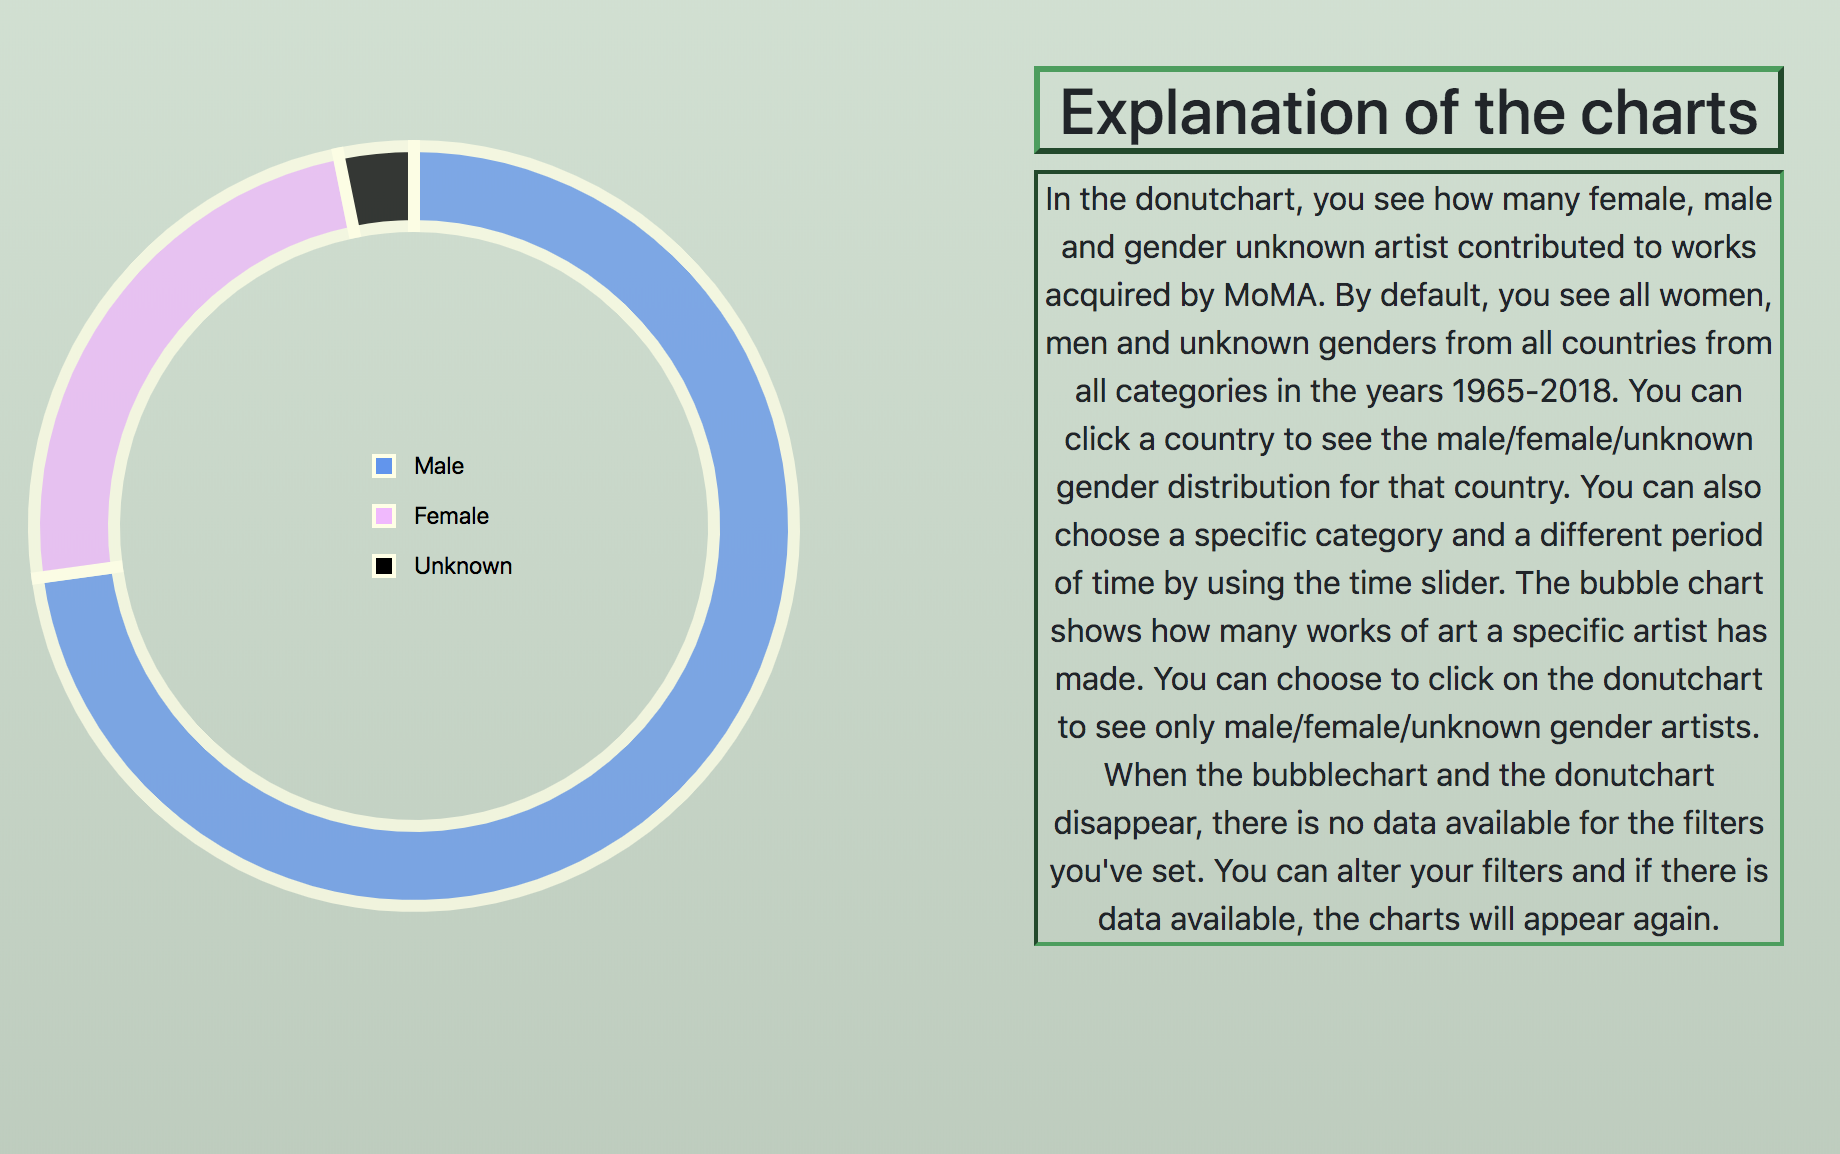 Explanation of the charts
In the donutchart, you see how many female, male
and gender unknown artist contributed to works
acquired by MoMA. By default, you see all women,
men and unknown genders from all countries from
all categories in the years 1965-2018. You can
click a country to see the male/female/unknown
gender distribution for that country. You can also
choose a specific category and a different period
of time by using the time slider. The bubble chart
shows how many works of art a specific artist has
made. You can choose to click on the donutchart
to see only male/female/unknown gender artists.
When the bubblechart and the donutchart
disappear, there is no data available for the filters
you've set. You can alter your filters and if there is
data available, the charts will appear again.
Male
Female
Unknown